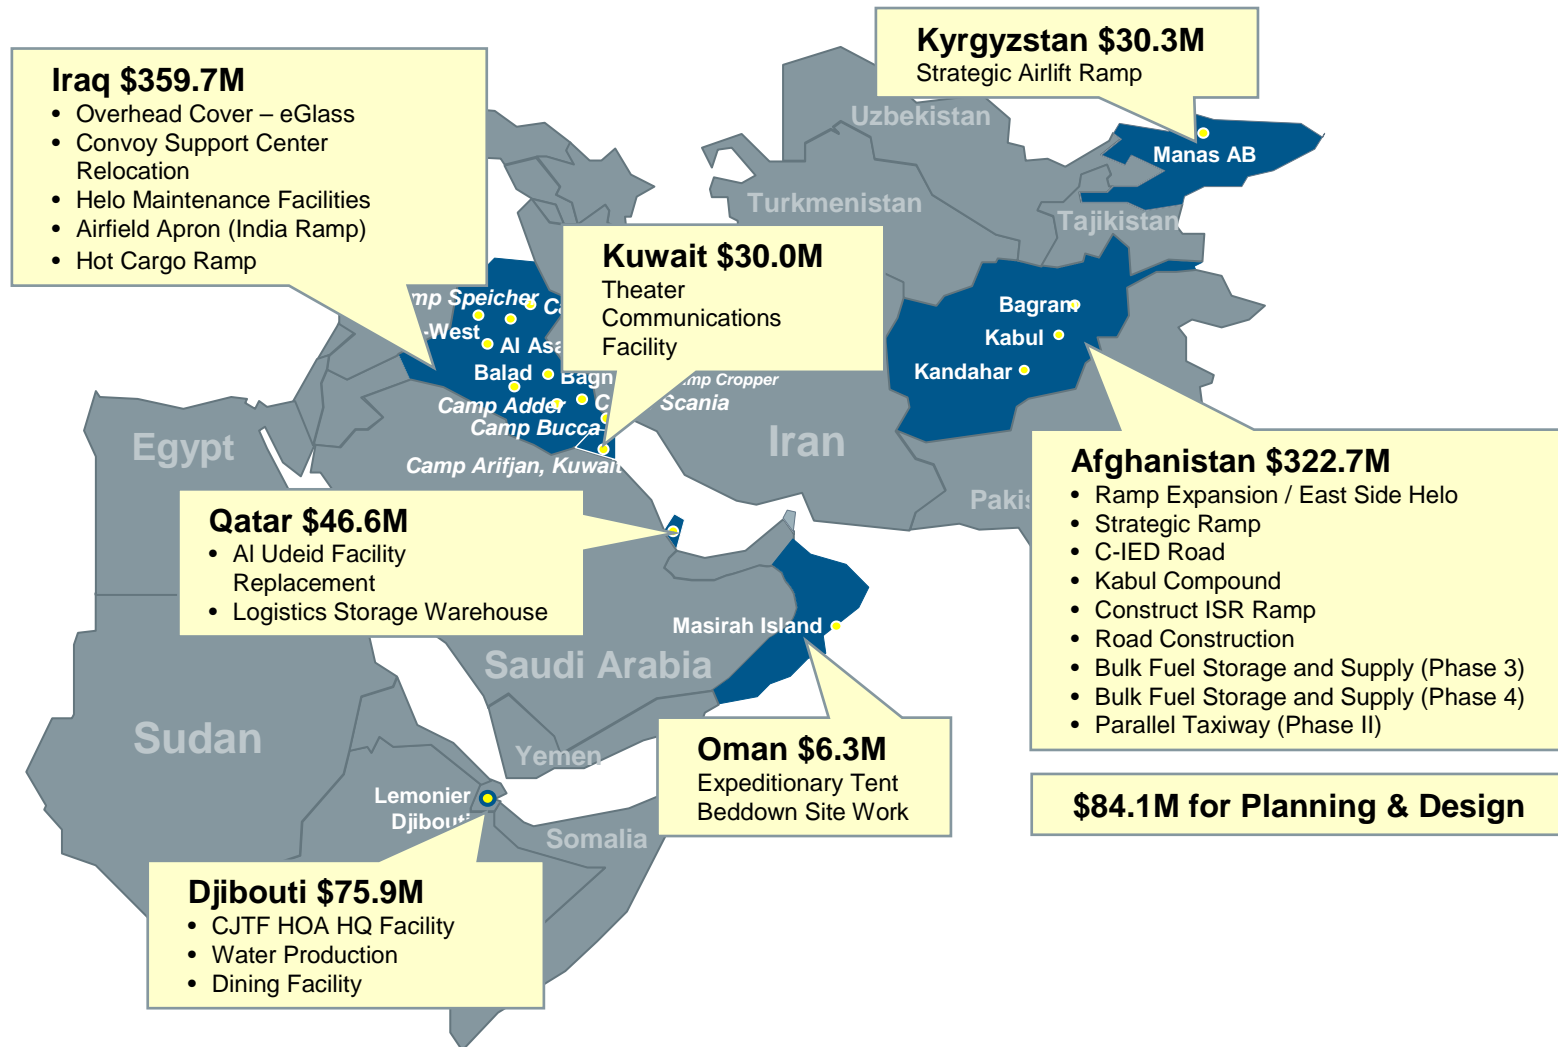 Kyrgyzstan $30.3M
Strategic Airlift Ramp
Iraq $359.7M
• Overhead Cover – eGlass
• Convoy Support Center
Relocation
• Helo Maintenance Facilities
• Airfield Apron (India Ramp)
• Hot Cargo Ramp
Uzbekistan
Manas AB
Turkmenistan
Tajikistan
Kuwait $30.0M
Theater
Communications
Facility
Speicher
-West
Al
Balad
Cropper
Camp Adder
Scania
Camp Bucca
Camp Arifjan, Kuwait
Bagram
Kabul
Kandahar
Egypt
Iran
Afghanistan $322.7M
• Ramp Expansion / East Side Helo
• Strategic Ramp
• C-IED Road
• Kabul Compound
• Construct ISR Ramp
• Road Construction
• Bulk Fuel Storage and Supply (Phase 3)
• Bulk Fuel Storage and Supply (Phase 4)
• Parallel Taxiway (Phase II)
Qatar $46.6M
• Al Udeid Facility
Replacement
• Logistics Storage Warehouse
Masirah Island
Saudi Arabia
Sudan
Yemen
Oman $6.3M
Expeditionary Tent
Beddown Site Work
$84.1M for Planning & Design
Lemonier
Djibouti
Somalia
Djibouti $75.9M
• CJTF HOA HQ Facility
• Water Production
• Dining Facility